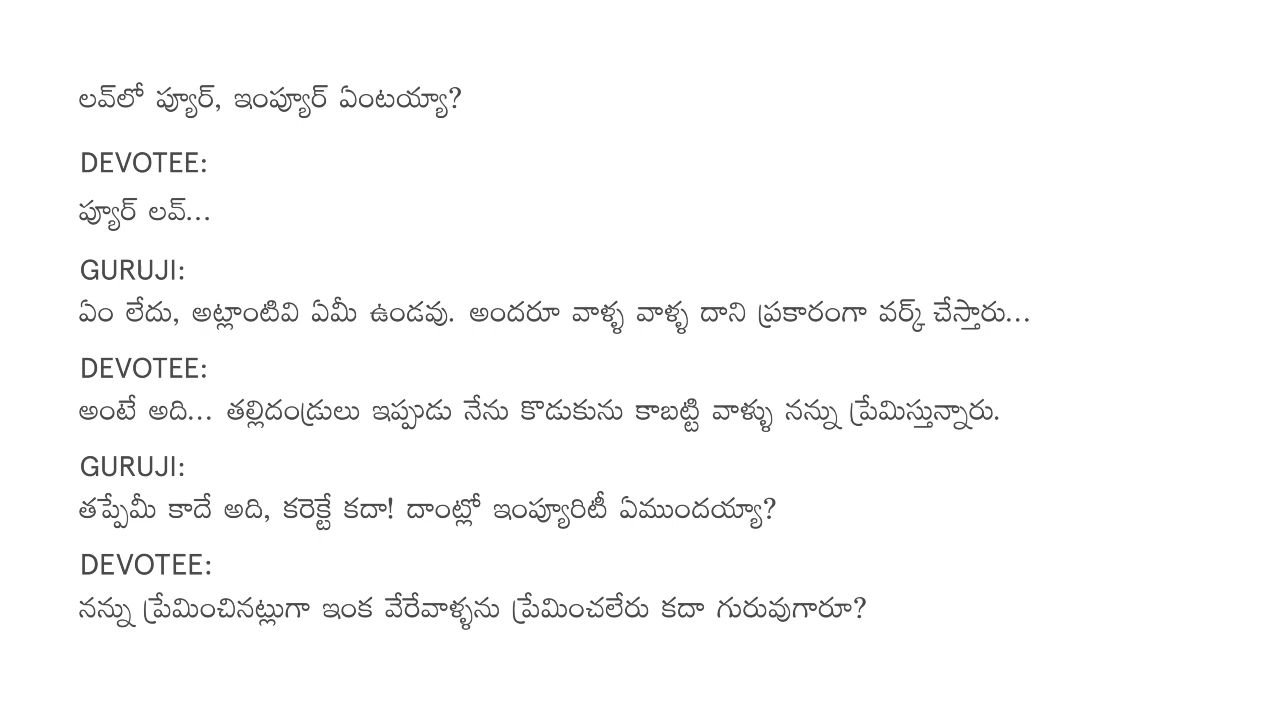 లవ్‌లో ప్యూర్, ఇంప్యూర్ ఏంటయ్యా?
DEVOTEE:
ప్యూర్ లవ్...
GURUJI:
ఏం లేదు, అట్లాంటివి ఏమీ ఉండవు. అందరూ వాళ్ళ వాళ్ళ దాని ప్రకారంగా వర్క్ చేస్తారు...
DEVOTEE:
అంటే అది... తల్లిదండ్రులు ఇప్పుడు నేను కొడుకును కాబట్టి వాళ్ళు నన్ను ప్రేమిస్తున్నారు.
GURUJI:
తప్పేమీ కాదే అది, కరెక్టే కదా! దాంట్లో ఇంప్యూరిటీ ఏముందయ్యా?
DEVOTEE:
నన్ను ప్రేమించినట్లుగా ఇంక వేరేవాళ్ళను ప్రేమించలేరు కదా గురువుగారూ?